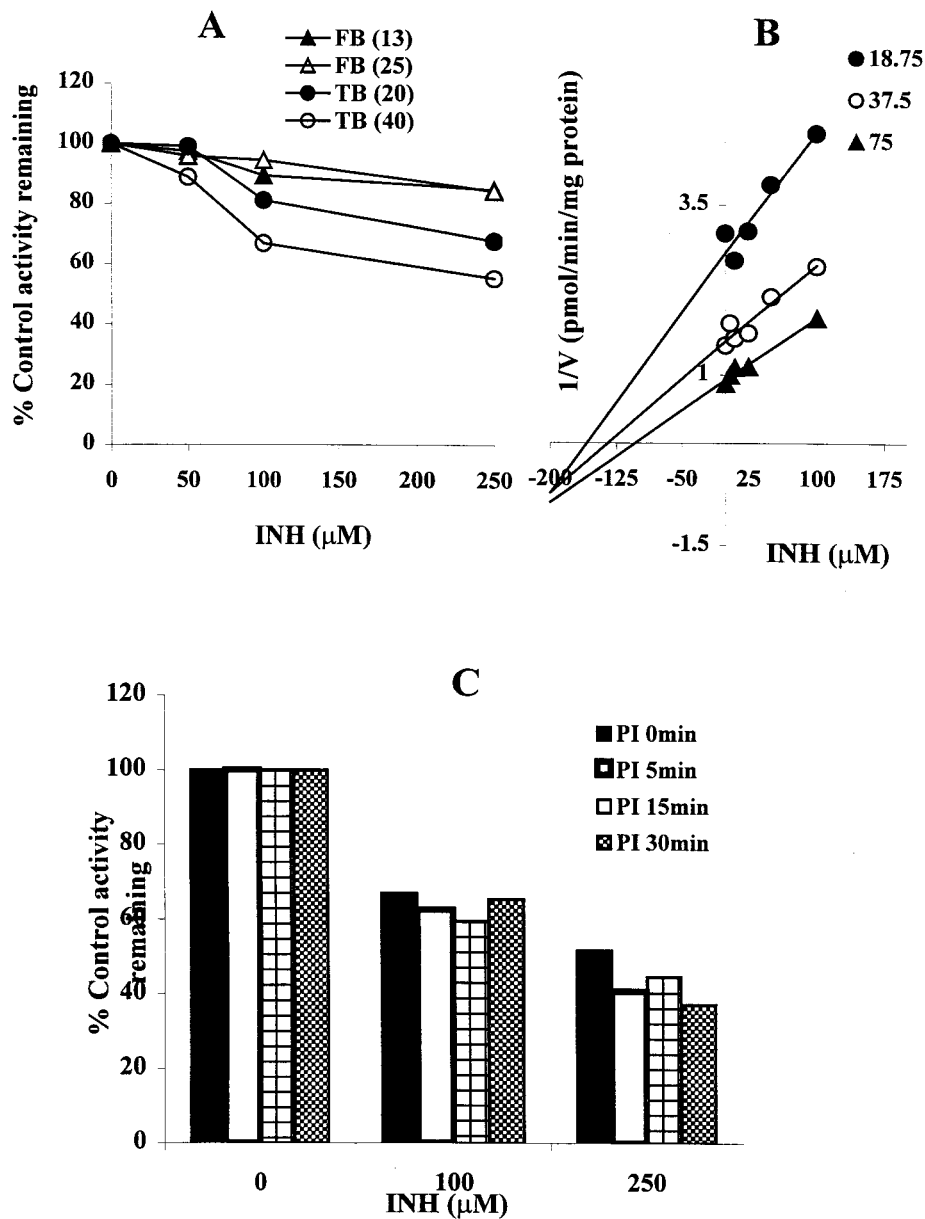 A
FB (13)
FB (25)
TB (20)
TB (40)
% Control activity remaining
120
100
80
60
40
20
0
0 50 100 150 200 250
INH (μM)
B
18.75
37.5
75
1/V (pmol/min/mg protein)
3.5
1
-1.5
-200 -125 -50 25 100 175
INH (μM)
C
PI 0min
PI 5min
PI 15min
PI 30min
% Control activity
remaining
120
100
80
60
40
20
0
0 100 250
INH (μM)